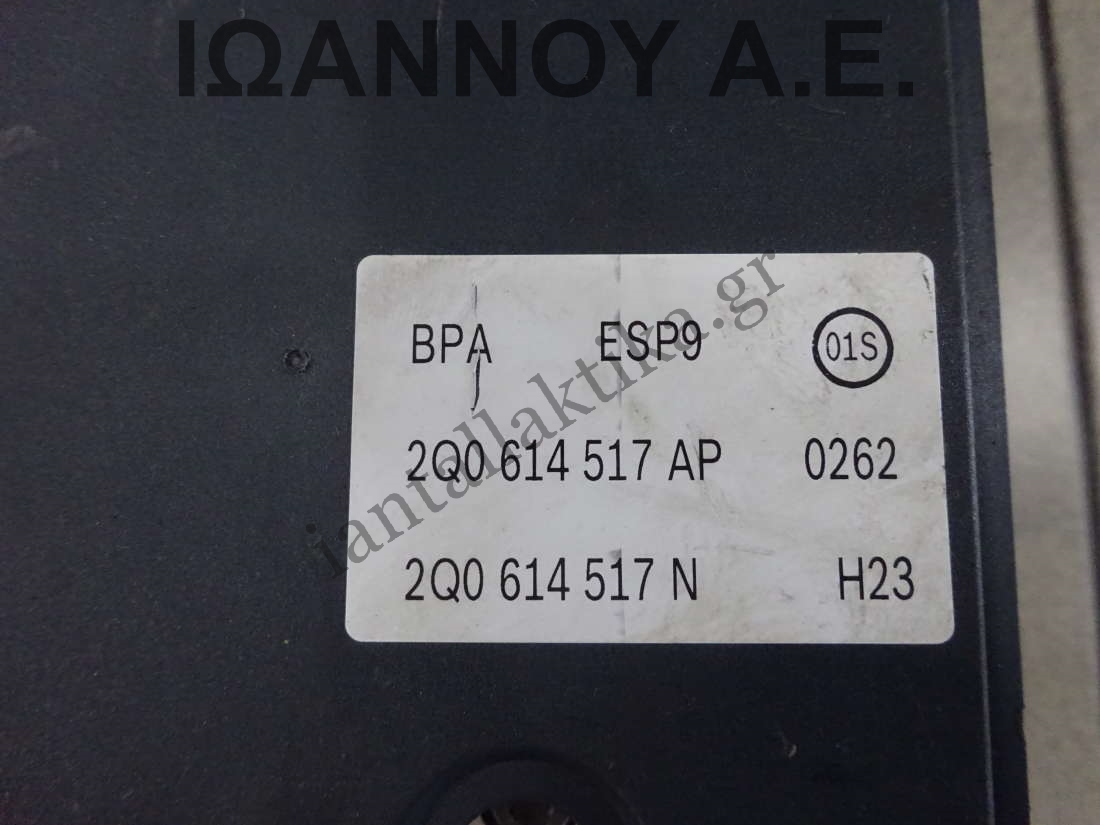 ΙΩΑΝΝΟΥ Α.Ε.
BPA ESP9 01S
2Q0 614 517 AP 0262
2Q0 614 517 N H23
iantallaktika.gr